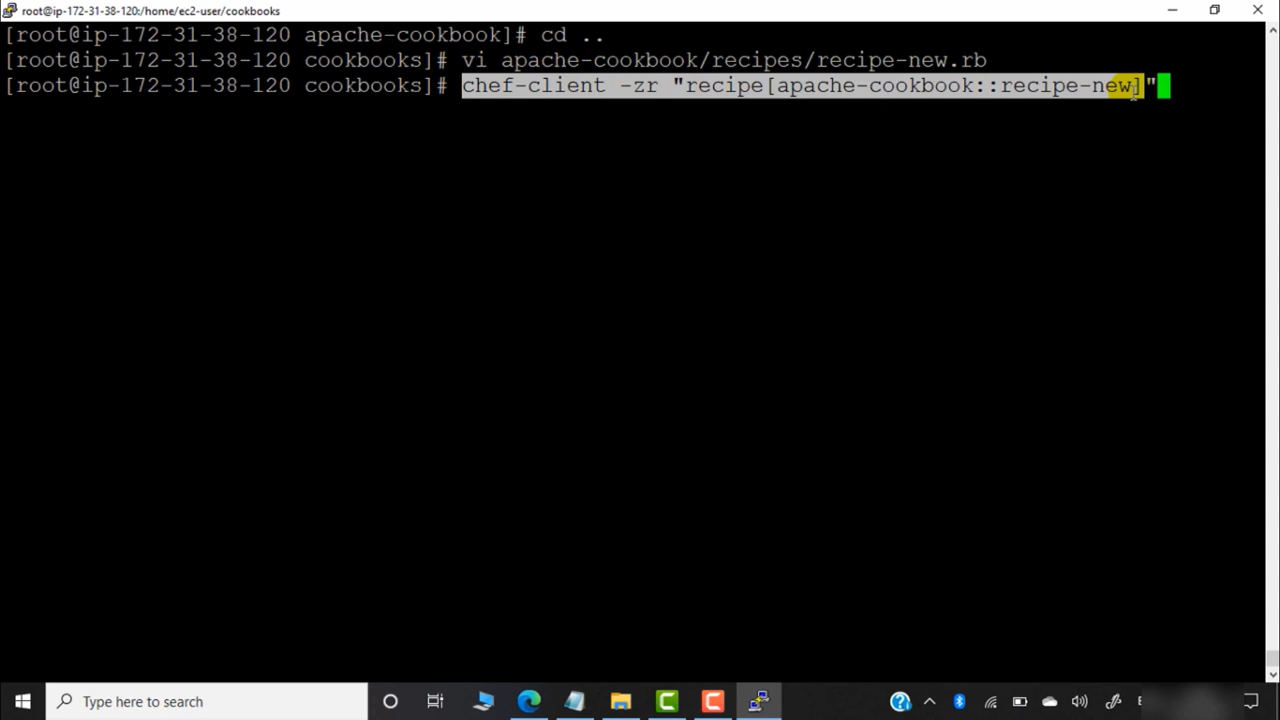 root@ip-172-31-38-120:/home/ec2-user/cookbooks
[root@ip-172-31-38-120 apache-cookbook]# cd ..
[root@ip-172-31-38-120 cookbooks]# vi apache-cookbook/recipes/recipe-new.rb
[root@ip-172-31-38-120 cookbooks]# chef-client -zr "recipe[apache-cookbook::recipe-new]"
Type here to search